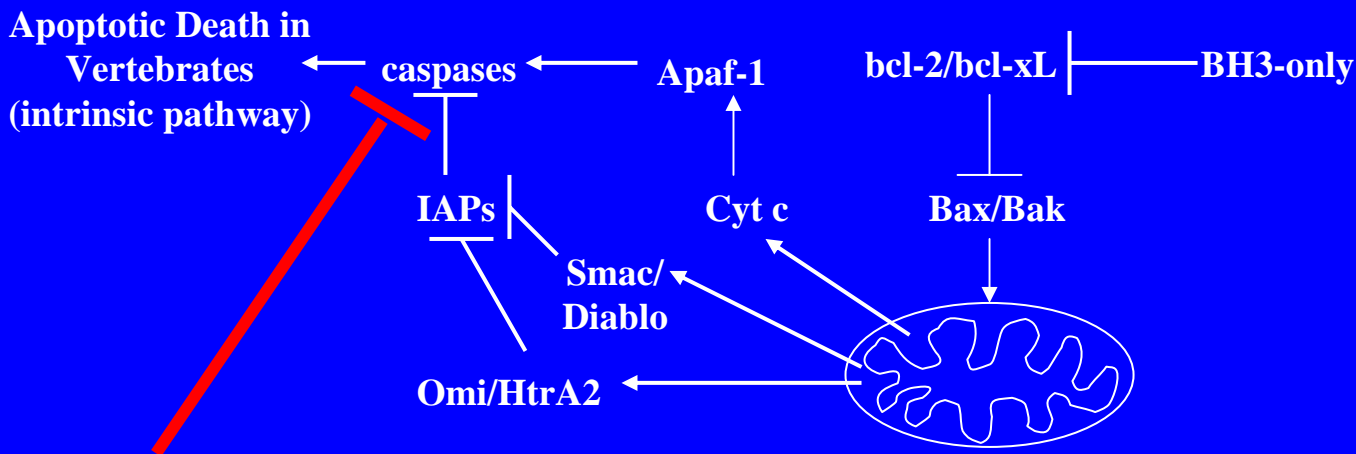 Apoptotic Death in
Vertebrates
(intrinsic pathway)
caspases
Apaf-1
bcl-2/bcl-xL
BH3-only
IAPs
Cyt c
Bax/Bak
Smac/
Diablo
Omi/HtrA2